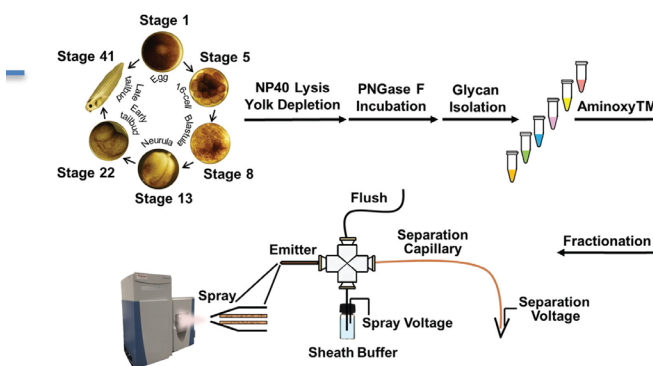 Stage 1
Stage 41
Stage 5
Egg
16-cell
Late Early
tailbud
tailbud
Blastula
Neurula
Stage 22
Stage 8
Stage 13
NP40 Lysis
Yolk Depletion
PNGase F
Incubation
Glycan
Isolation
AminoxyTM
Flush
Separation
Capillary
Fractionation
Emitter
Spray
Spray Voltage
Separation
Voltage
Sheath Buffer